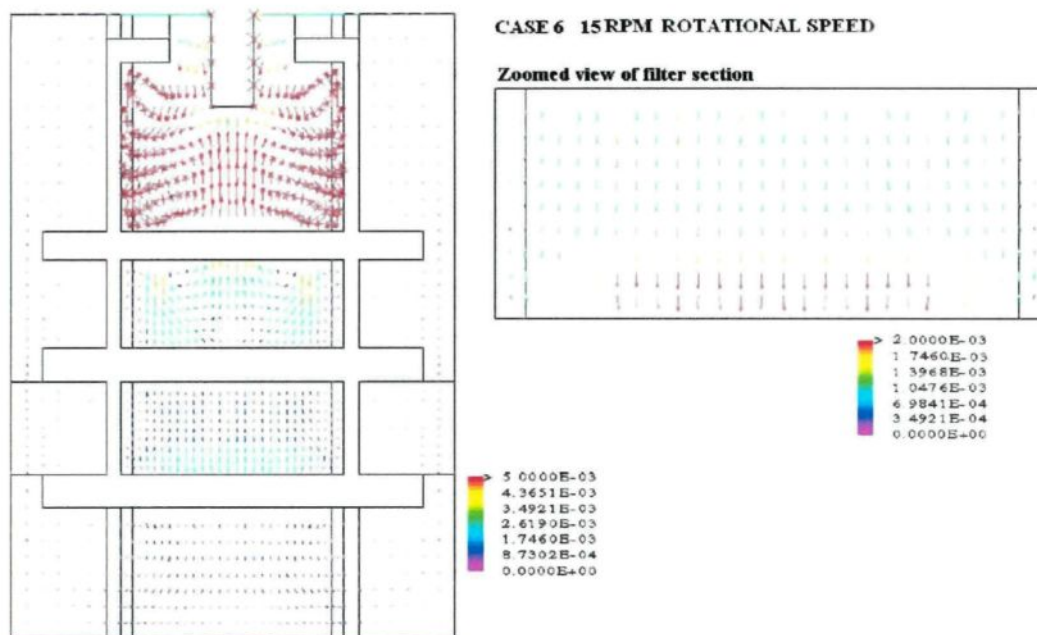 CASE 6 15 RPM ROTATIONAL SPEED
Zoomed view of filter section
> 2.0000E-03
1 7460E-03
1 3968E-03
1 0476E-03
6 9841E-04
3 4921E-04
0.0000E+00
> 5 0000E-03
4.3651E-03
3.4921E-03
2.6190E-03
1.7460E-03
8.7302E-04
0.0000E+00